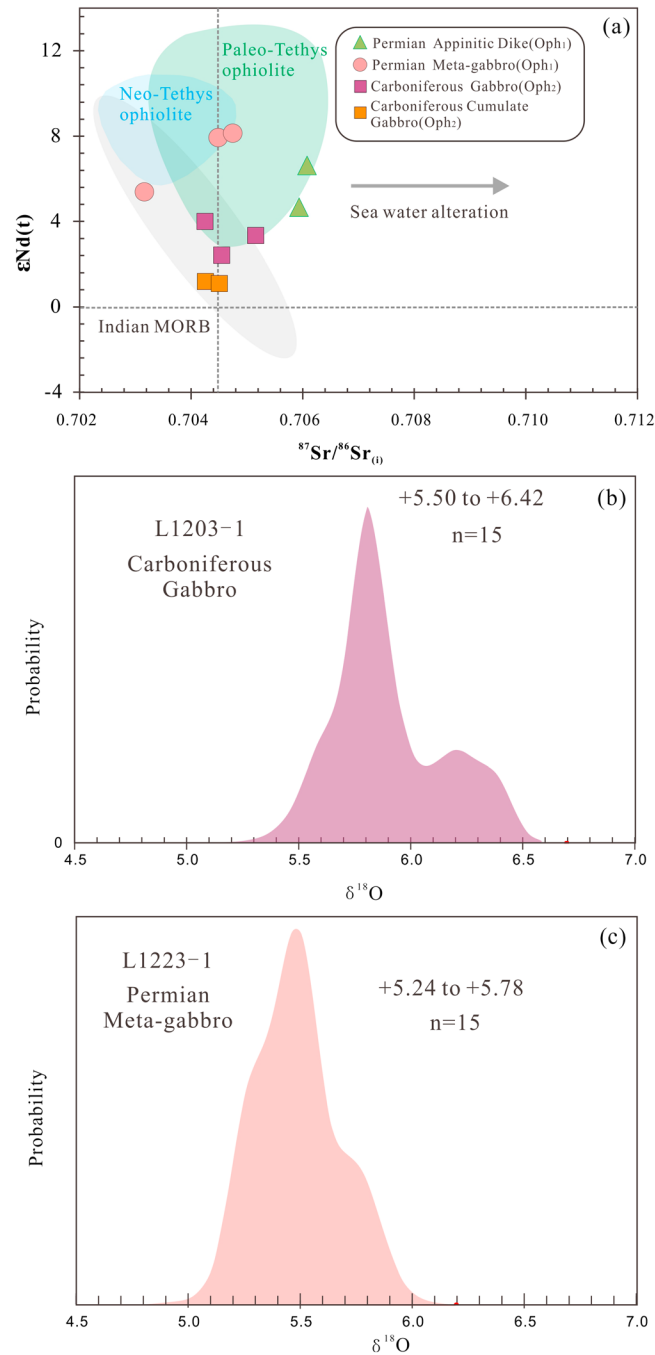 (a)
12
8
4
0
-4
εNd(t)
Paleo-Tethys
ophiolite
Neo-Tethys
ophiolite
Permian Appinitic Dike(Oph₁)
Permian Meta-gabbro(Oph₁)
Carboniferous Gabbro(Oph₂)
Carboniferous Cumulate
Gabbro(Oph₂)
Sea water alteration
Indian MORB
0.702 0.704 0.706 0.708 0.710 0.712
⁸⁷Sr/⁸⁶Sr₍ᵢ₎
(b)
+5.50 to +6.42
n=15
L1203-1
Carboniferous
Gabbro
Probability
0
4.5 5.0 5.5 6.0 6.5 7.0
δ¹⁸O
(c)
L1223-1
Permian
Meta-gabbro
+5.24 to +5.78
n=15
Probability
4.5 5.0 5.5 6.0 6.5 7.0
δ¹⁸O